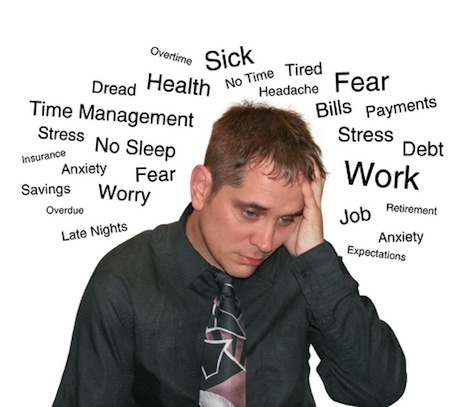 Overtime
Sick
Dread
Health
No Time
Tired
Headache
Fear
Time Management
Bills
Payments
Stress
No Sleep
Stress
Debt
Insurance
Anxiety
Fear
Work
Savings
Worry
Overdue
Job
Retirement
Late Nights
Anxiety
Expectations